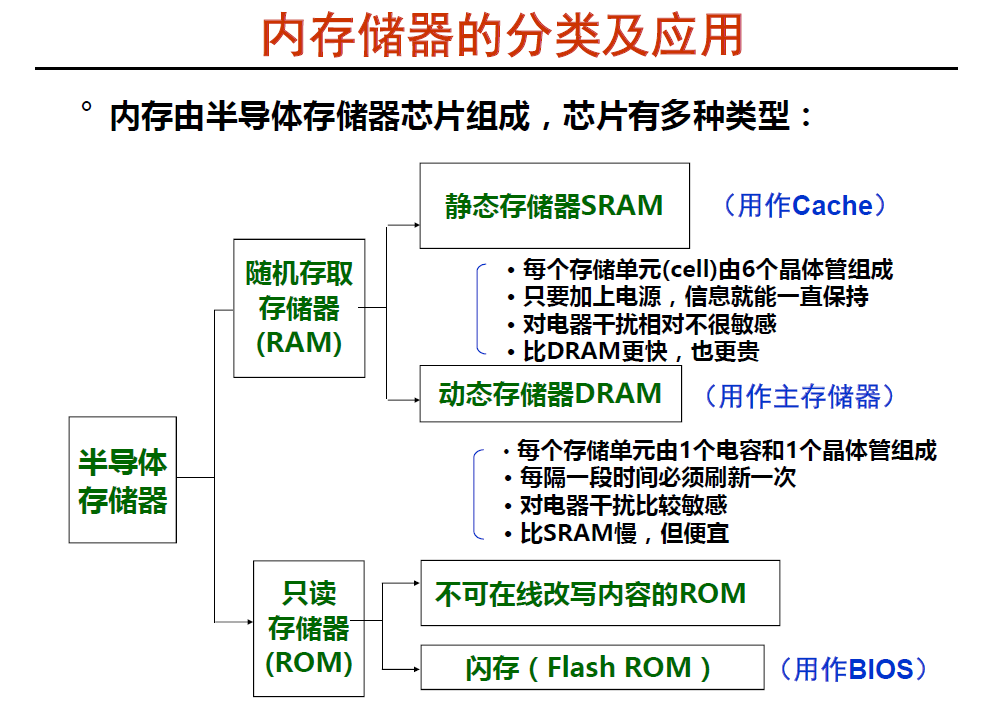 内存储器的分类及应用
° 内存由半导体存储器芯片组成，芯片有多种类型：
半导体
存储器
随机存取
存储器
(RAM)
静态存储器SRAM
（用作Cache）
• 每个存储单元(cell)由6个晶体管组成
• 只要加上电源，信息就能一直保持
• 对电器干扰相对不很敏感
• 比DRAM更快，也更贵
动态存储器DRAM
（用作主存储器）
• 每个存储单元由1个电容和1个晶体管组成
• 每隔一段时间必须刷新一次
• 对电器干扰比较敏感
• 比SRAM慢，但便宜
只读
存储器
(ROM)
不可在线改写内容的ROM
闪存（Flash ROM）
（用作BIOS）